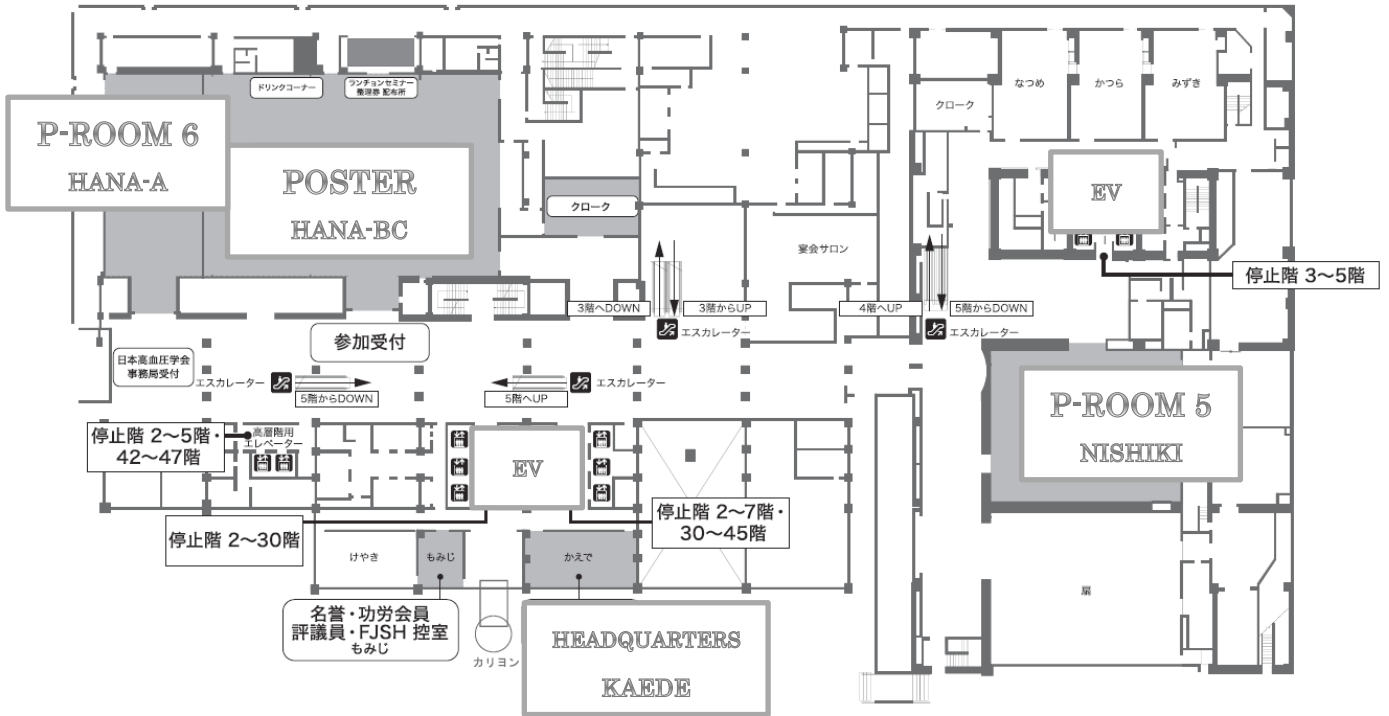 ドリンクコーナー
ランチョンセミナー
整理券 配布所
P-ROOM 6
HANA-A
POSTER
HANA-BC
クローク
クローク
なつめ
かつら
みずき
EV
停止階 3〜5階
宴会サロン
3階へDOWN
3階からUP
エスカレーター
4階へUP
5階からDOWN
エスカレーター
参加受付
日本高血圧学会
事務局受付
エスカレーター
5階からDOWN
5階へUP
エスカレーター
P-ROOM 5
NISHIKI
停止階 2〜5階・
42〜47階
高層階用
エレベーター
EV
停止階 2〜30階
停止階 2〜7階・
30〜45階
けやき
もみじ
かえで
扇
名誉・功労会員
評議員・FJSH 控室
もみじ
カリヨン
HEADQUARTERS
KAEDE